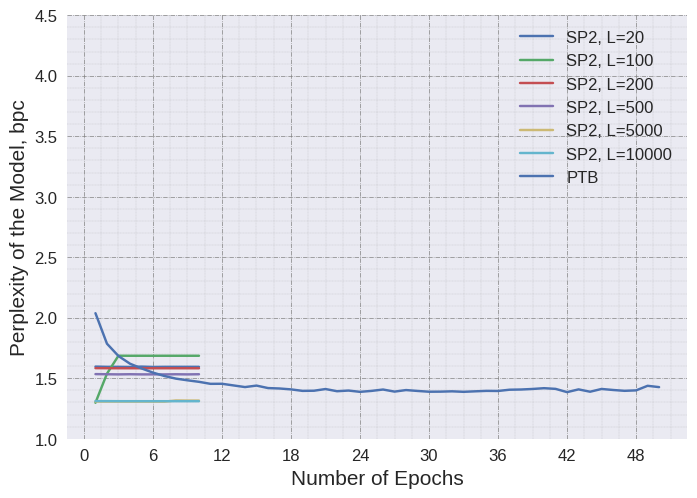 4.5
4.0
3.5
3.0
2.5
2.0
1.5
1.0
Perplexity of the Model, bpc
SP2, L=20
SP2, L=100
SP2, L=200
SP2, L=500
SP2, L=5000
SP2, L=10000
PTB
0 6 12 18 24 30 36 42 48
Number of Epochs